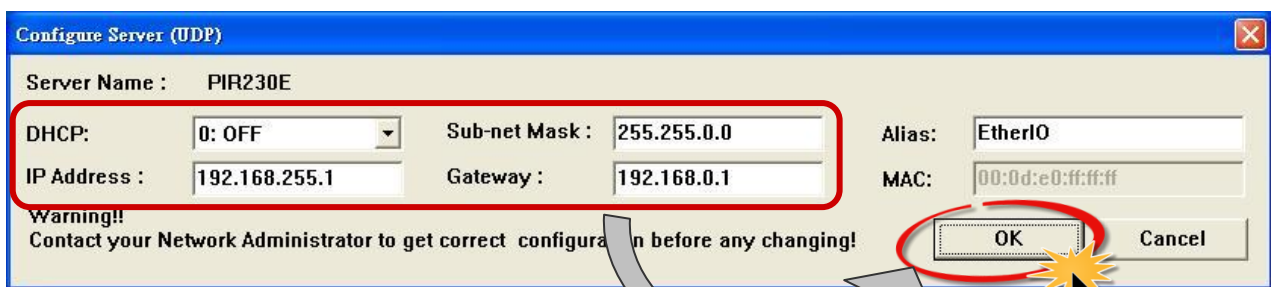 Configure Server (UDP)
Server Name : PIR230E
DHCP: 0: OFF Sub-net Mask : 255.255.0.0 Alias: EtherIO
IP Address : 192.168.255.1 Gateway : 192.168.0.1 MAC: 00:0d:e0:ff:ff:ff
Warning!!
Contact your Network Administrator to get correct before any changing!
OK Cancel